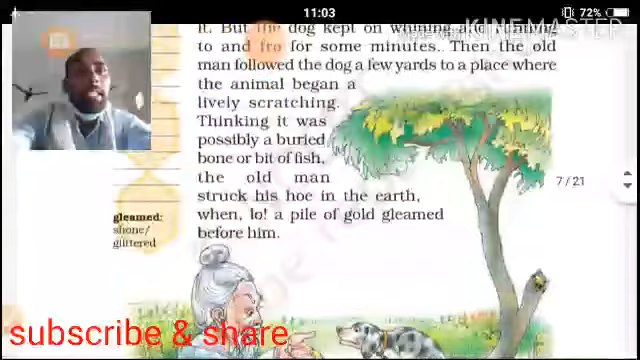 11:03
72%
KINEMASTER
it. But the dog kept on whining and running
to and fro for some minutes. Then the old
man followed the dog a few yards to a place where
the animal began a
lively scratching.
Thinking it was
possibly a buried
bone or bit of fish,
the old man
struck his hoe in the earth,
when, lo! a pile of gold gleamed
before him.
7/21
gleamed:
shone/
glittered
subscribe & share